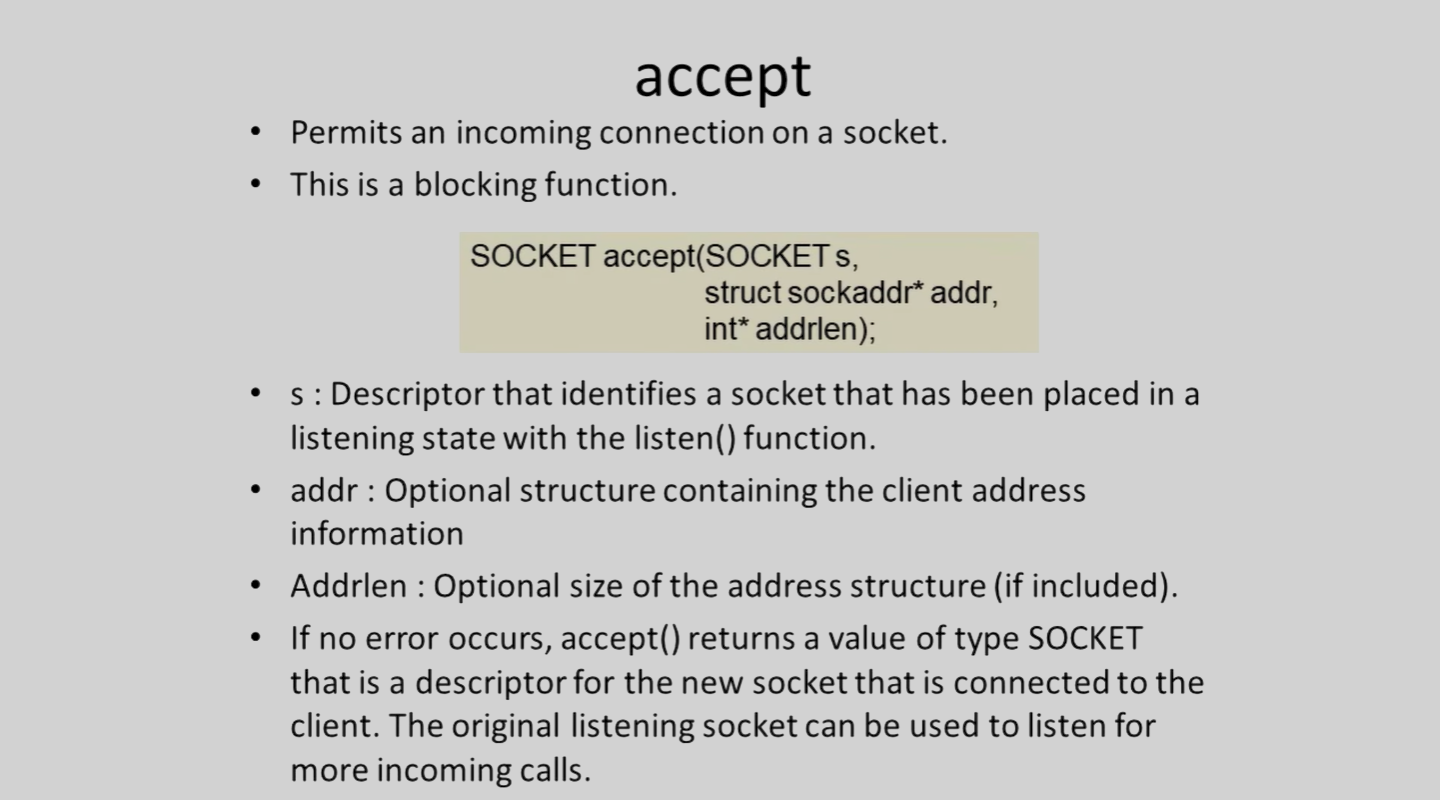 accept
• Permits an incoming connection on a socket.
• This is a blocking function.
SOCKET accept(SOCKET s,
struct sockaddr* addr,
int* addrlen);
• s : Descriptor that identifies a socket that has been placed in a
listening state with the listen() function.
• addr : Optional structure containing the client address
information
• Addrlen : Optional size of the address structure (if included).
• If no error occurs, accept() returns a value of type SOCKET
that is a descriptor for the new socket that is connected to the
client. The original listening socket can be used to listen for
more incoming calls.